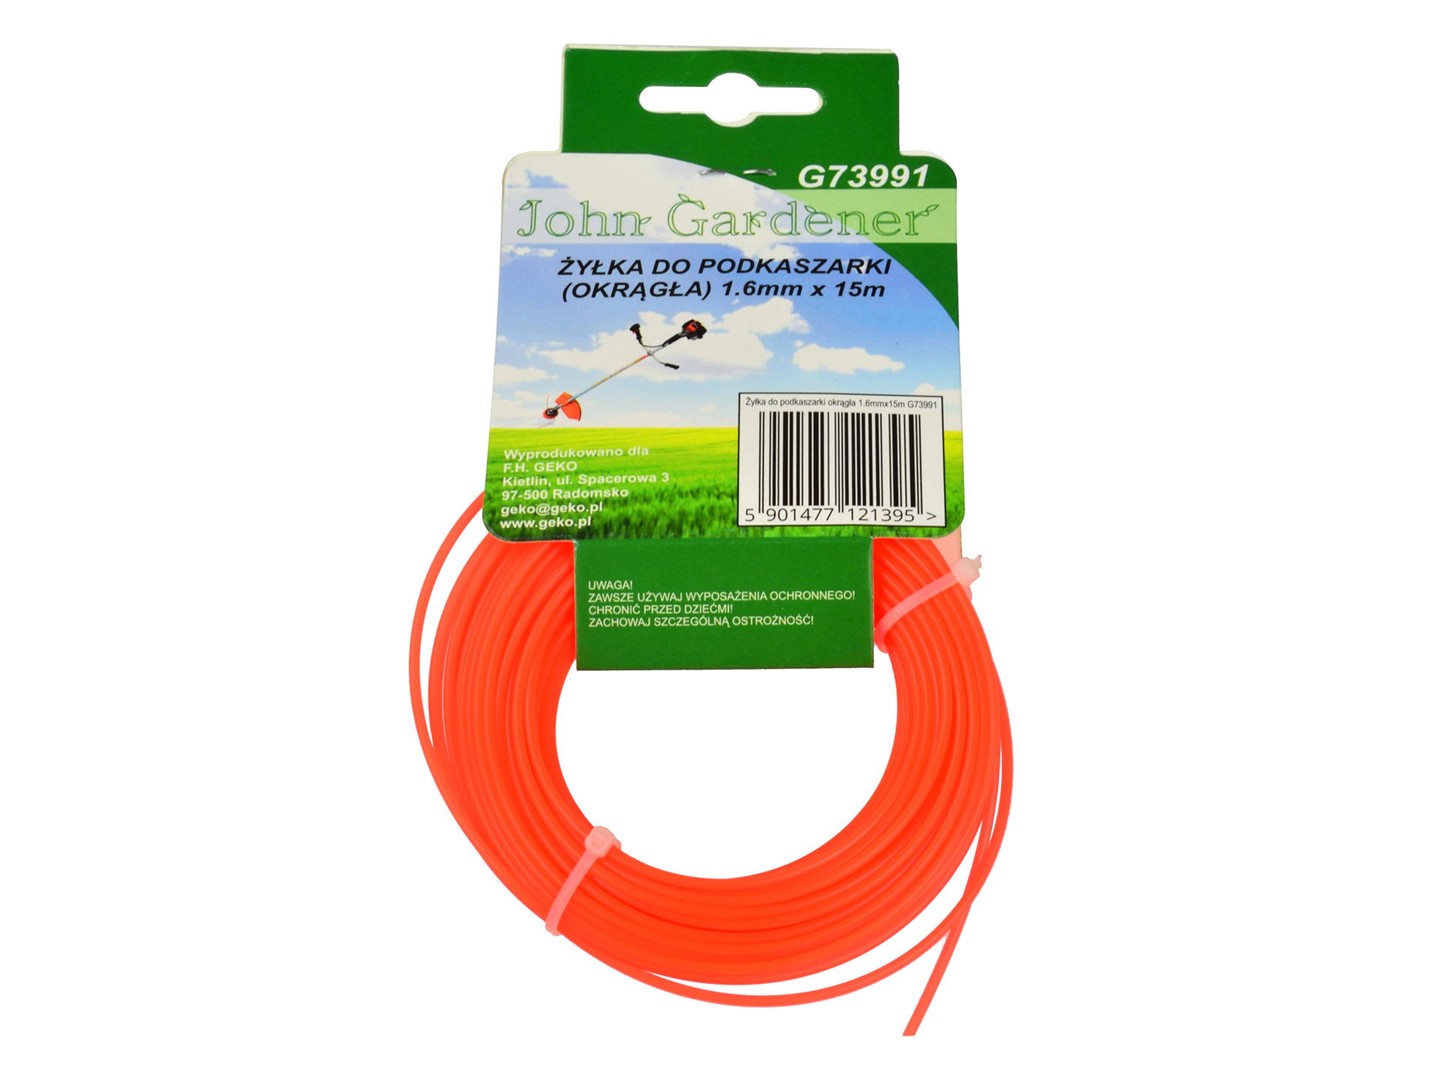 G73991
John Gardener
ŻYŁKA DO PODKASZARKI
(OKRĄGŁA) 1.6mm x 15m
Żyłka do podkaszarki okrągła 1.6mmx15m G73991
5 901477 121395 >
Wyprodukowano dla
F.H. GEKO
Kietlin, ul. Spacerowa 3
97-500 Radomsko
geko@geko.pl
www.geko.pl
UWAGA!
ZAWSZE UŻYWAJ WYPOSAŻENIA OCHRONNEGO!
CHRONIĆ PRZED DZIEĆMI!
ZACHOWAJ SZCZEGÓLNĄ OSTROŻNOŚĆ!